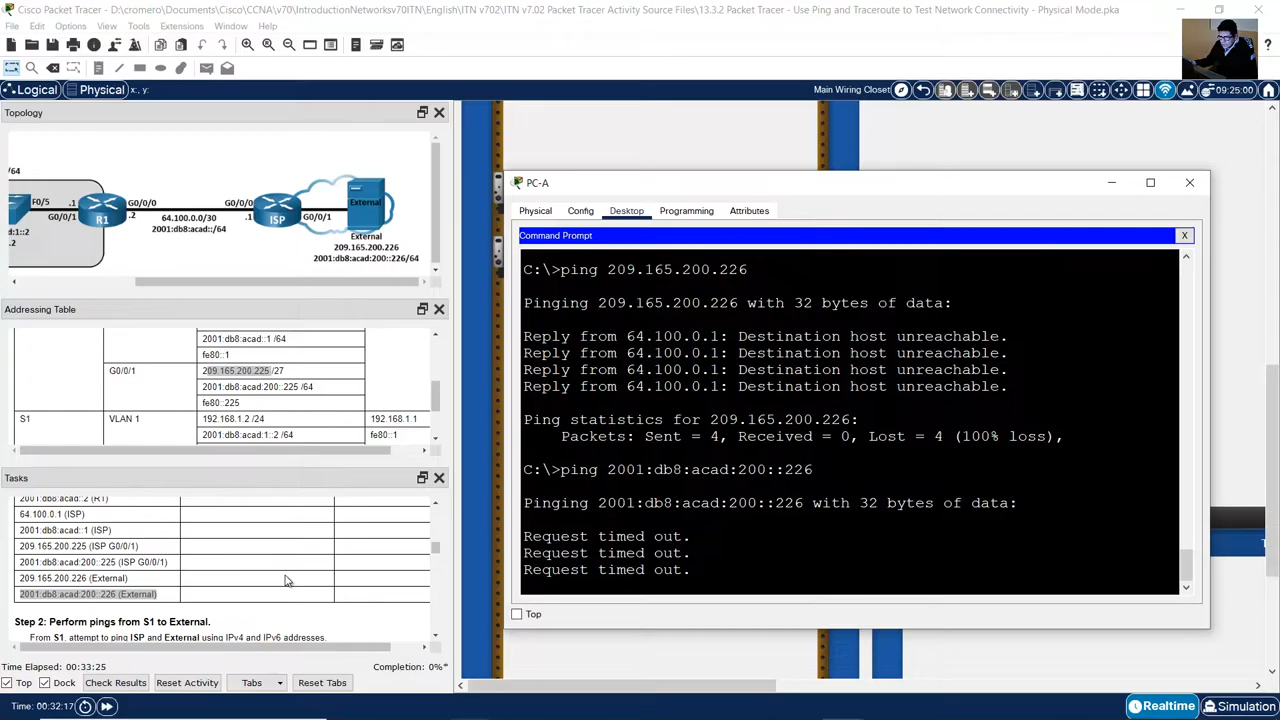 Cisco Packet Tracer - D:\cromero\Documents\Cisco\CCNA\v70\IntroductionNetworksv70ITN\English\ITN v702\ITN v7.02 Packet Tracer Activity Source Files\13.3.2 Packet Tracer - Use Ping and Traceroute to Test Network Connectivity - Physical Mode.pka
File Edit Options View Tools Extensions Window Help
Logical Physical x:, y: Main Wiring Closet 09:25:00
Topology
/64
F0/5 .1 G0/0/0 G0/0/0
R1 ISP External
G0/0/1 .2 64.100.0.0/30 .1 G0/0/1
d:1::2 2001:db8:acad::/64 External
.2 209.165.200.226
2001:db8:acad:200::226/64
Addressing Table
2001:db8:acad::1 /64
fe80::1
G0/0/1 209.165.200.225 /27
2001:db8:acad:200::225 /64
fe80::225
S1 VLAN 1 192.168.1.2 /24 192.168.1.1
2001:db8:acad:1::2 /64 fe80::1
Tasks
2001:db8:acad::2 (R1)
64.100.0.1 (ISP)
2001:db8:acad::1 (ISP)
209.165.200.225 (ISP G0/0/1)
2001:db8:acad:200::225 (ISP G0/0/1)
209.165.200.226 (External)
2001:db8:acad:200::226 (External)
Step 2: Perform pings from S1 to External.
From S1, attempt to ping ISP and External using IPv4 and IPv6 addresses.
Time Elapsed: 00:33:25 Completion: 0%*
Top Dock Check Results Reset Activity Tabs Reset Tabs
Time: 00:32:17 Realtime Simulation
PC-A
Physical Config Desktop Programming Attributes
Command Prompt X
C:\>ping 209.165.200.226
Pinging 209.165.200.226 with 32 bytes of data:
Reply from 64.100.0.1: Destination host unreachable.
Reply from 64.100.0.1: Destination host unreachable.
Reply from 64.100.0.1: Destination host unreachable.
Reply from 64.100.0.1: Destination host unreachable.
Ping statistics for 209.165.200.226:
Packets: Sent = 4, Received = 0, Lost = 4 (100% loss),
C:\>ping 2001:db8:acad:200::226
Pinging 2001:db8:acad:200::226 with 32 bytes of data:
Request timed out.
Request timed out.
Request timed out.
Top